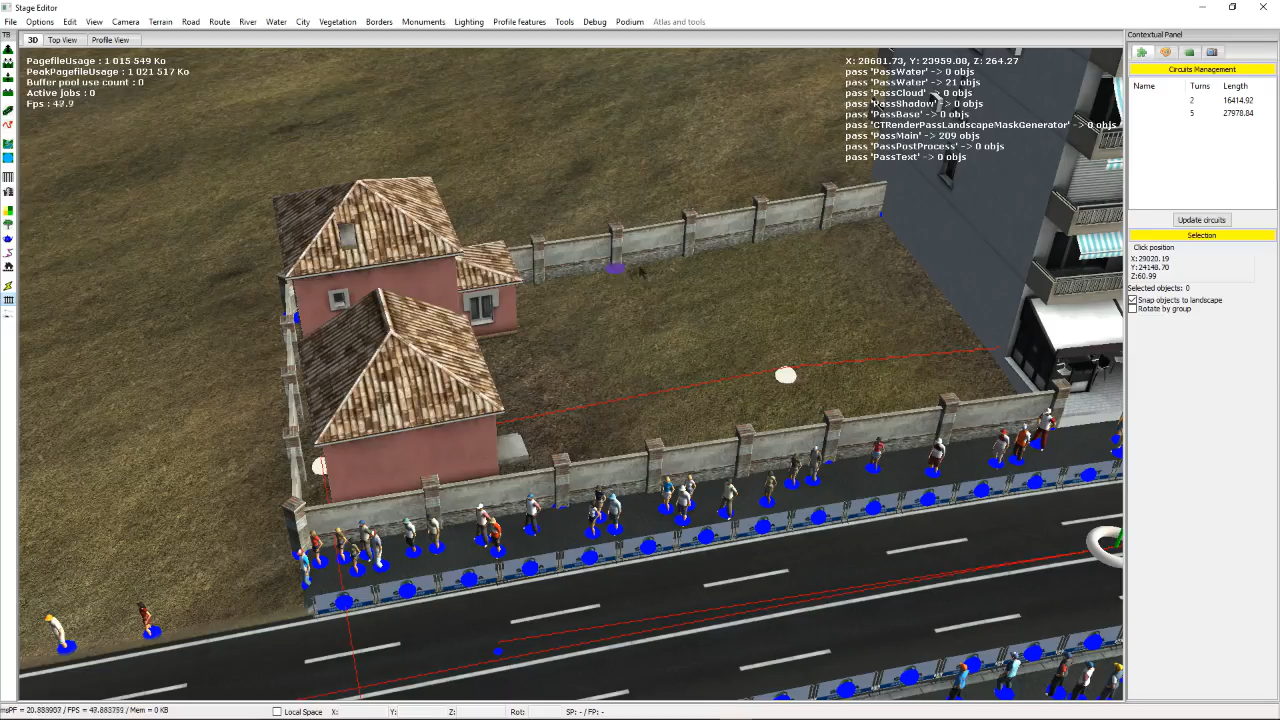 Stage Editor
File Options Edit Camera Terrain Road Route River Water City Vegetation Borders Monuments Lighting Profile features Tools Debug Podium Atlas and tools
TB 3D Top View Profile View
PagefileUsage : 1 015 549 Ko
PeakPagefileUsage : 1 021 517 Ko
Buffer pool use count : 0
Active jobs : 0
Fps : 47.9
X: 28601.73, Y: 23959.00, Z: 264.27
pass 'PassWater' -> 0 objs
pass 'PassWater' -> 21 objs
pass 'PassCloud' -> 0 objs
pass 'PassShadow' -> 0 objs
pass 'PassBase' -> 0 objs
pass 'CTRenderPassLandscapeMaskGenerator' -> 0 objs
pass 'PassMain' -> 209 objs
pass 'PassPostProcess' -> 0 objs
pass 'PassText' -> 0 objs
Contextual Panel
Circuits Management
Name Turns Length
2 16414.92
5 27978.84
Update circuits
Selection
Click position
X:29020.19
Y:24148.70
Z:60.99
Selected objects: 0
Snap objects to landscape
Rotate by group
Local Space X: Y: Z: Rot: SP: - / FP: -